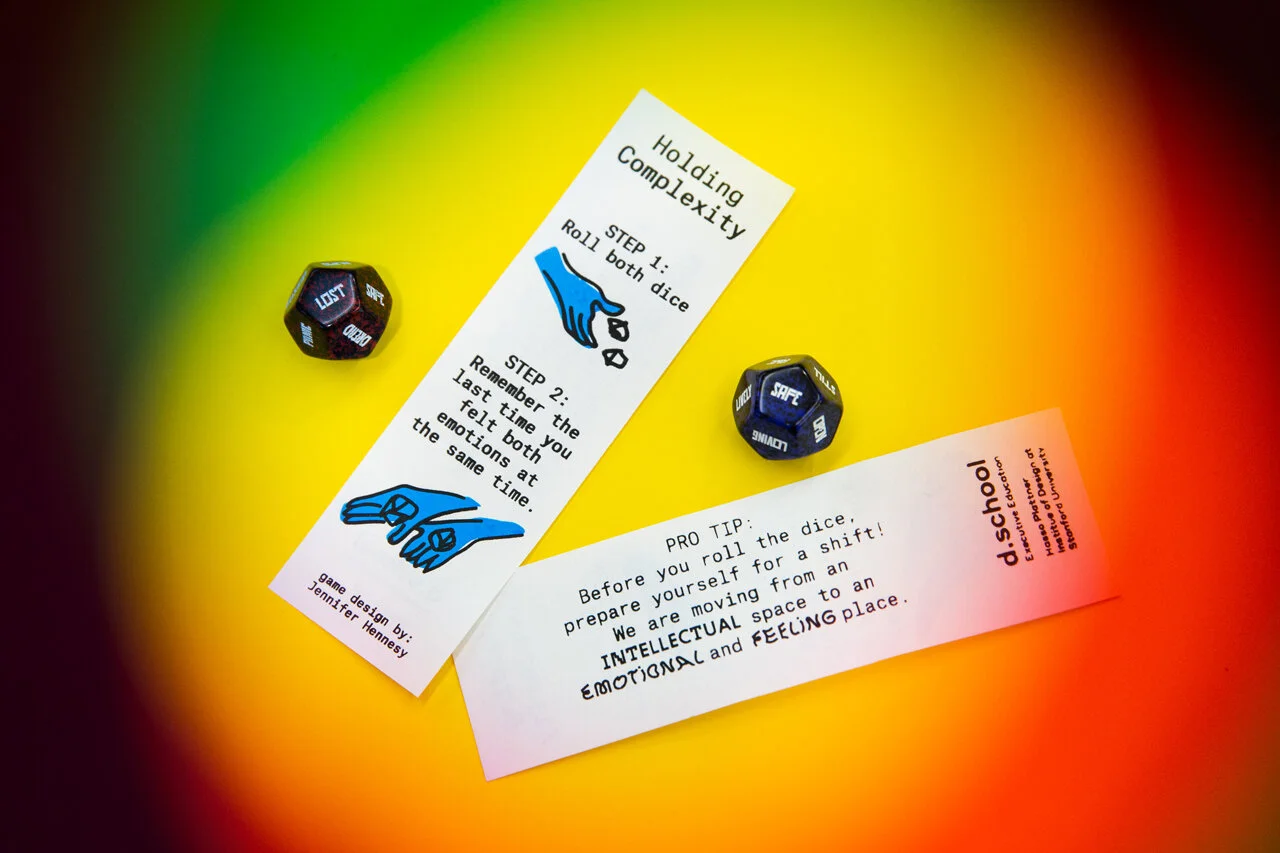 Holding
Complexity
STEP 1:
Roll both dice
STEP 2:
Remember the
last time you
felt both
emotions at
the same time.
game design by:
Jennifer Hennesy
LOST
SAFE
PANIC
SAFE
LIVELY
LOVING
PRO TIP:
Before you roll the dice,
prepare yourself for a shift!
We are moving from an
INTELLECTUAL space to an
EMOTIONAL and FEELING place.
d.school
Executive Education
Hasso Plattner
Institute of Design at
Stanford University